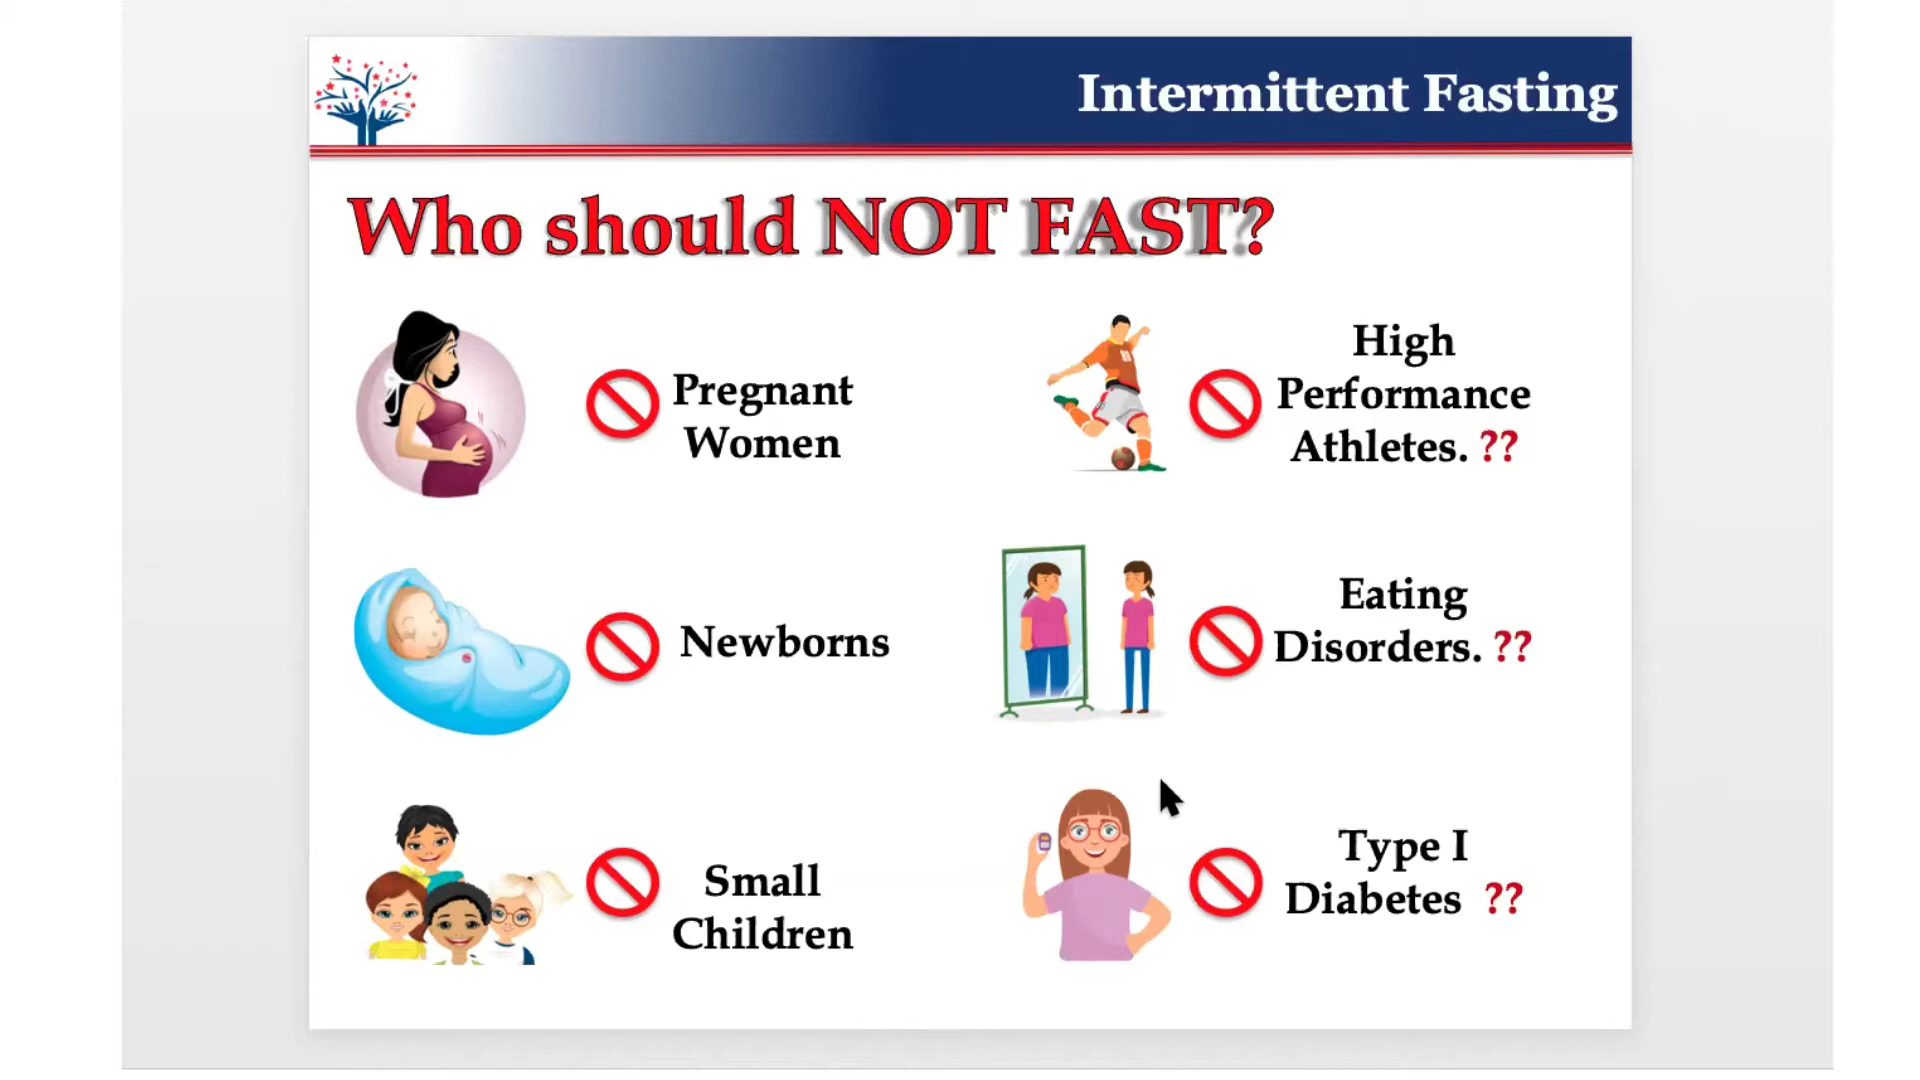 Intermittent Fasting
Who should NOT FAST?
Pregnant
Women
Newborns
Small
Children
High
Performance
Athletes. ??
Eating
Disorders. ??
Type I
Diabetes ??